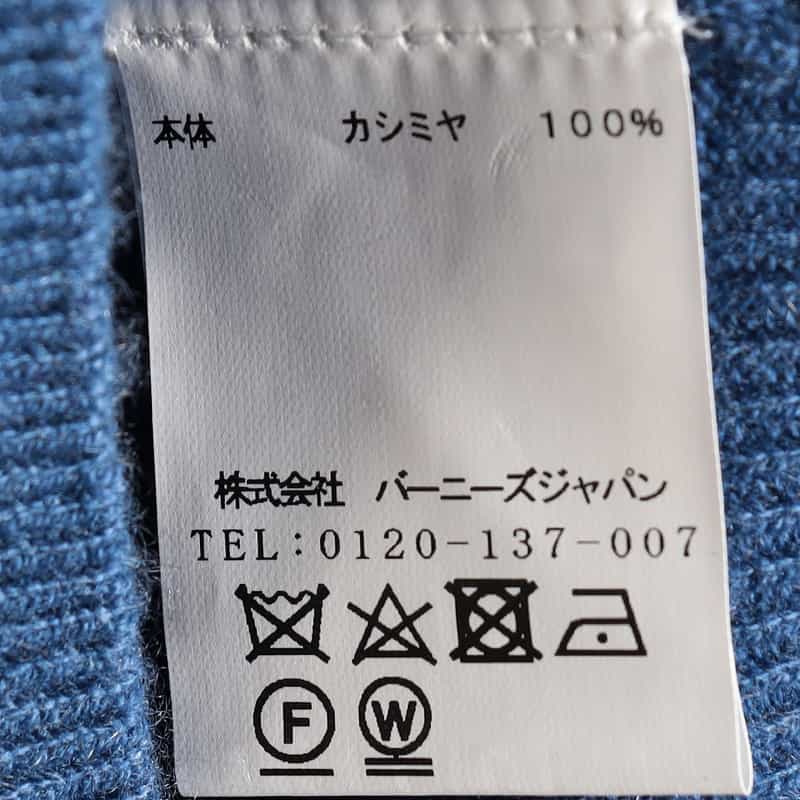 本体 カシミヤ 100%
株式会社 バーニーズジャパン
TEL:0120-137-007
F W